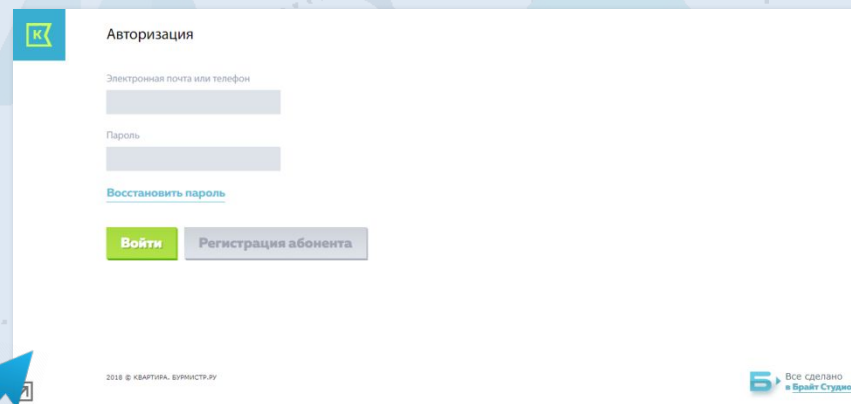 К
Авторизация
Электронная почта или телефон
Пароль
Восстановить пароль
Войти
Регистрация абонента
2018 © КВАРТИРА. БУРМИСТР.РУ
Б
Все сделано
в Брайт Студио